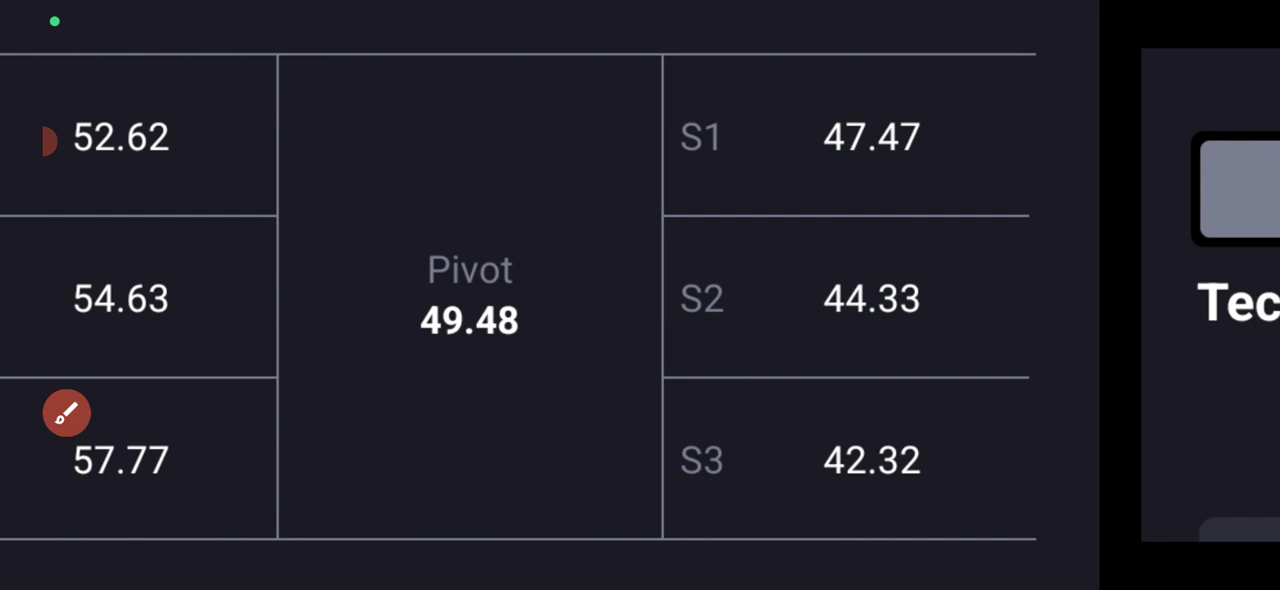 52.62
S1 47.47
Pivot
49.48
54.63
S2 44.33
57.77
S3 42.32
Tec